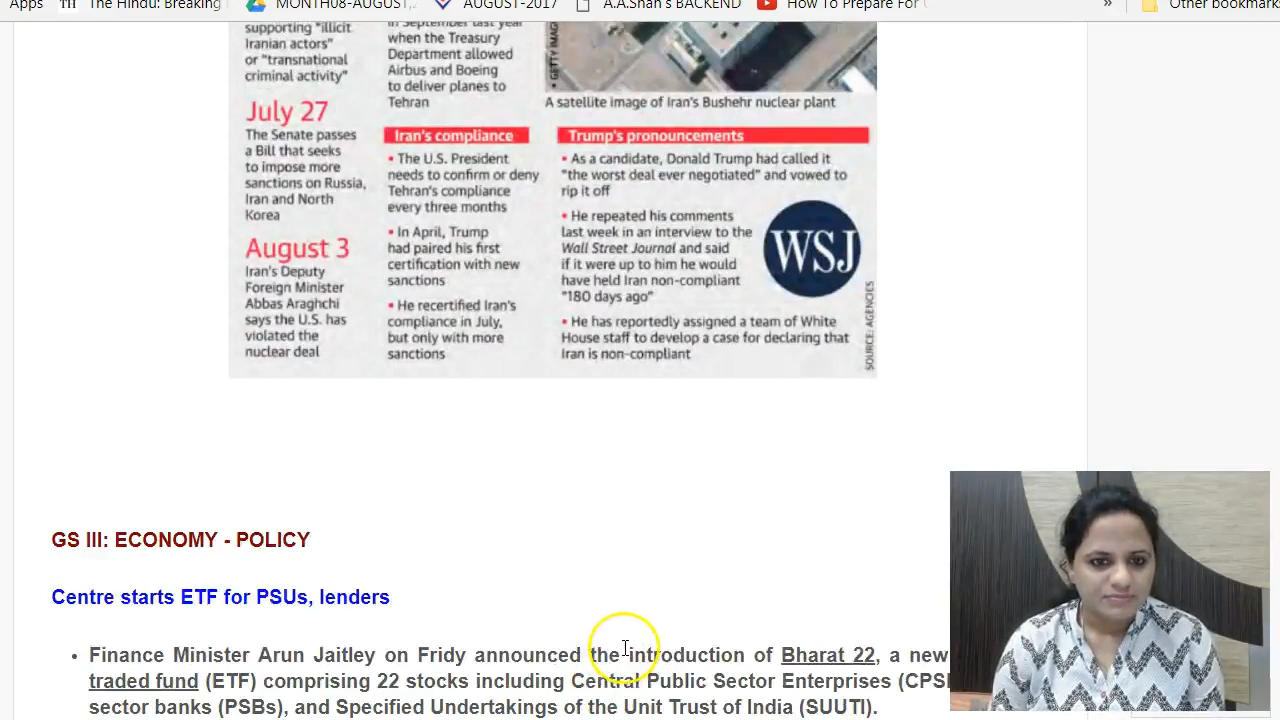 Apps
The Hindu: Breaking
MONTH08-AUGUST,
AUGUST-2017
A.A.Shah's BACKEND
How To Prepare For
»
Other bookmarks
supporting "illicit
Iranian actors"
or "transnational
criminal activity"
July 27
The Senate passes
a Bill that seeks
to impose more
sanctions on Russia,
Iran and North
Korea
August 3
Iran's Deputy
Foreign Minister
Abbas Araghchi
says the U.S. has
violated the
nuclear deal
in September last year
when the Treasury
Department allowed
Airbus and Boeing
to deliver planes to
Tehran
Iran's compliance
• The U.S. President
needs to confirm or deny
Tehran's compliance
every three months
• In April, Trump
had paired his first
certification with new
sanctions
• He recertified Iran's
compliance in July,
but only with more
sanctions
• GETTY IMAG
A satellite image of Iran's Bushehr nuclear plant
Trump's pronouncements
• As a candidate, Donald Trump had called it
"the worst deal ever negotiated" and vowed to
rip it off
• He repeated his comments
last week in an interview to the
Wall Street Journal and said
if it were up to him he would
have held Iran non-compliant
"180 days ago"
WSJ
• He has reportedly assigned a team of White
House staff to develop a case for declaring that
Iran is non-compliant
SOURCE: AGENCIES
GS III: ECONOMY - POLICY
Centre starts ETF for PSUs, lenders
• Finance Minister Arun Jaitley on Fridy announced the introduction of Bharat 22, a new
traded fund (ETF) comprising 22 stocks including Central Public Sector Enterprises (CPSE
sector banks (PSBs), and Specified Undertakings of the Unit Trust of India (SUUTI).